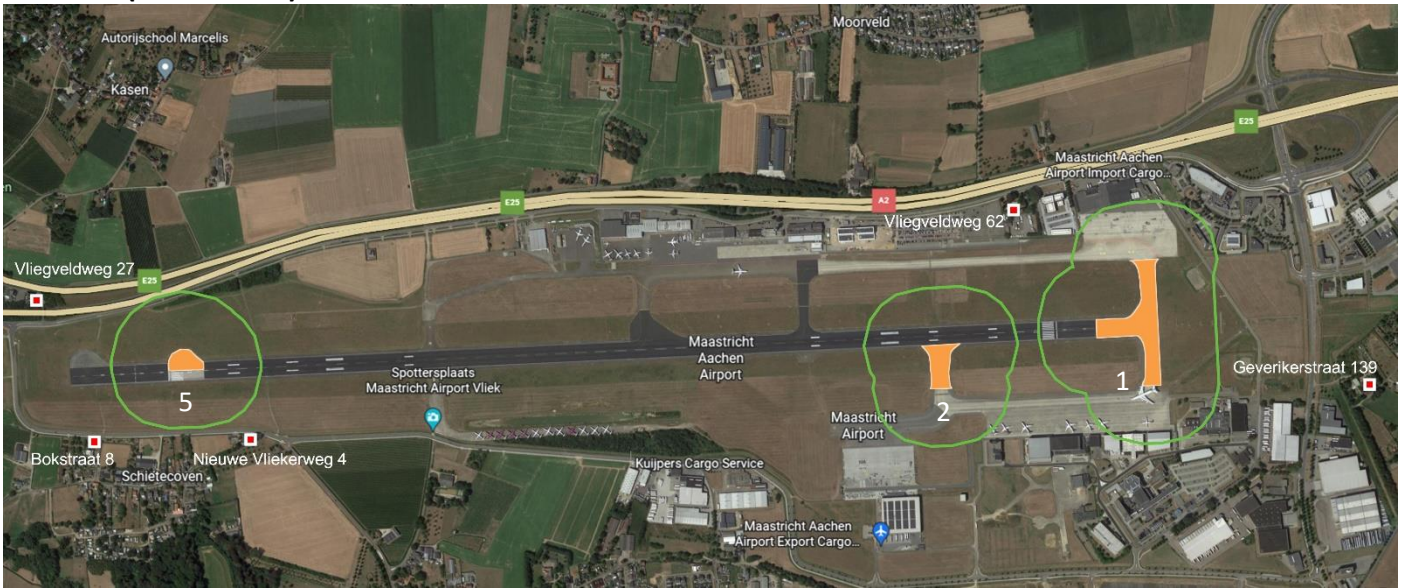 Moorveld
Autorijschool Marcelis
Kasen
E25
Maastricht Aachen
Airport Import Cargo...
E25
A2
Vliegveldweg 62
Vliegveldweg 27
E25
Maastricht
Aachen
Airport
Spottersplaats
Maastricht Airport Vliek
Geverikerstraat 139
1
2
5
Maastricht
Airport
Bokstraat 8
Nieuwe Vliekerweg 4
Schietecoven
Kuijpers Cargo Service
Maastricht Aachen
Airport Export Cargo...